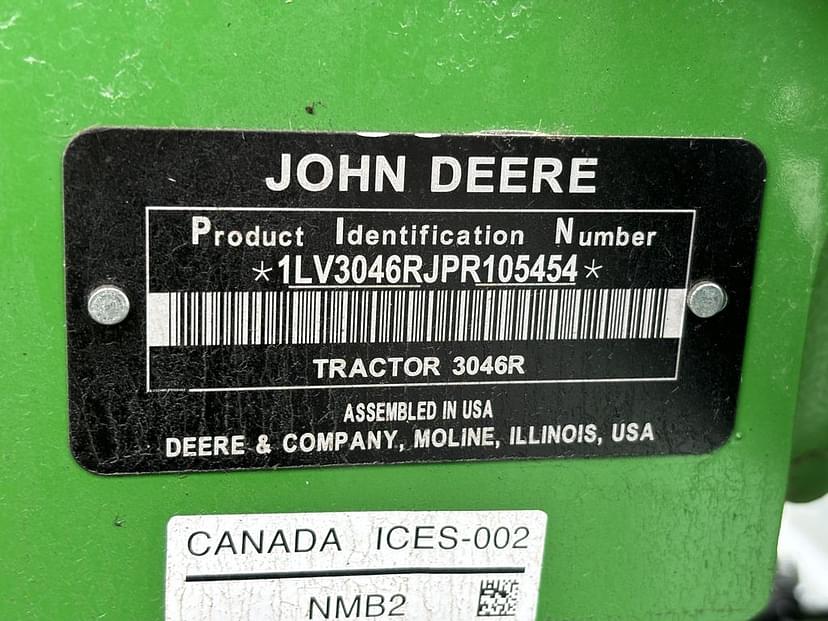 JOHN DEERE
Product Identification Number
*1LV3046RJPR105454*
TRACTOR 3046R
ASSEMBLED IN USA
DEERE & COMPANY, MOLINE, ILLINOIS, USA
CANADA ICES-002
NMB2